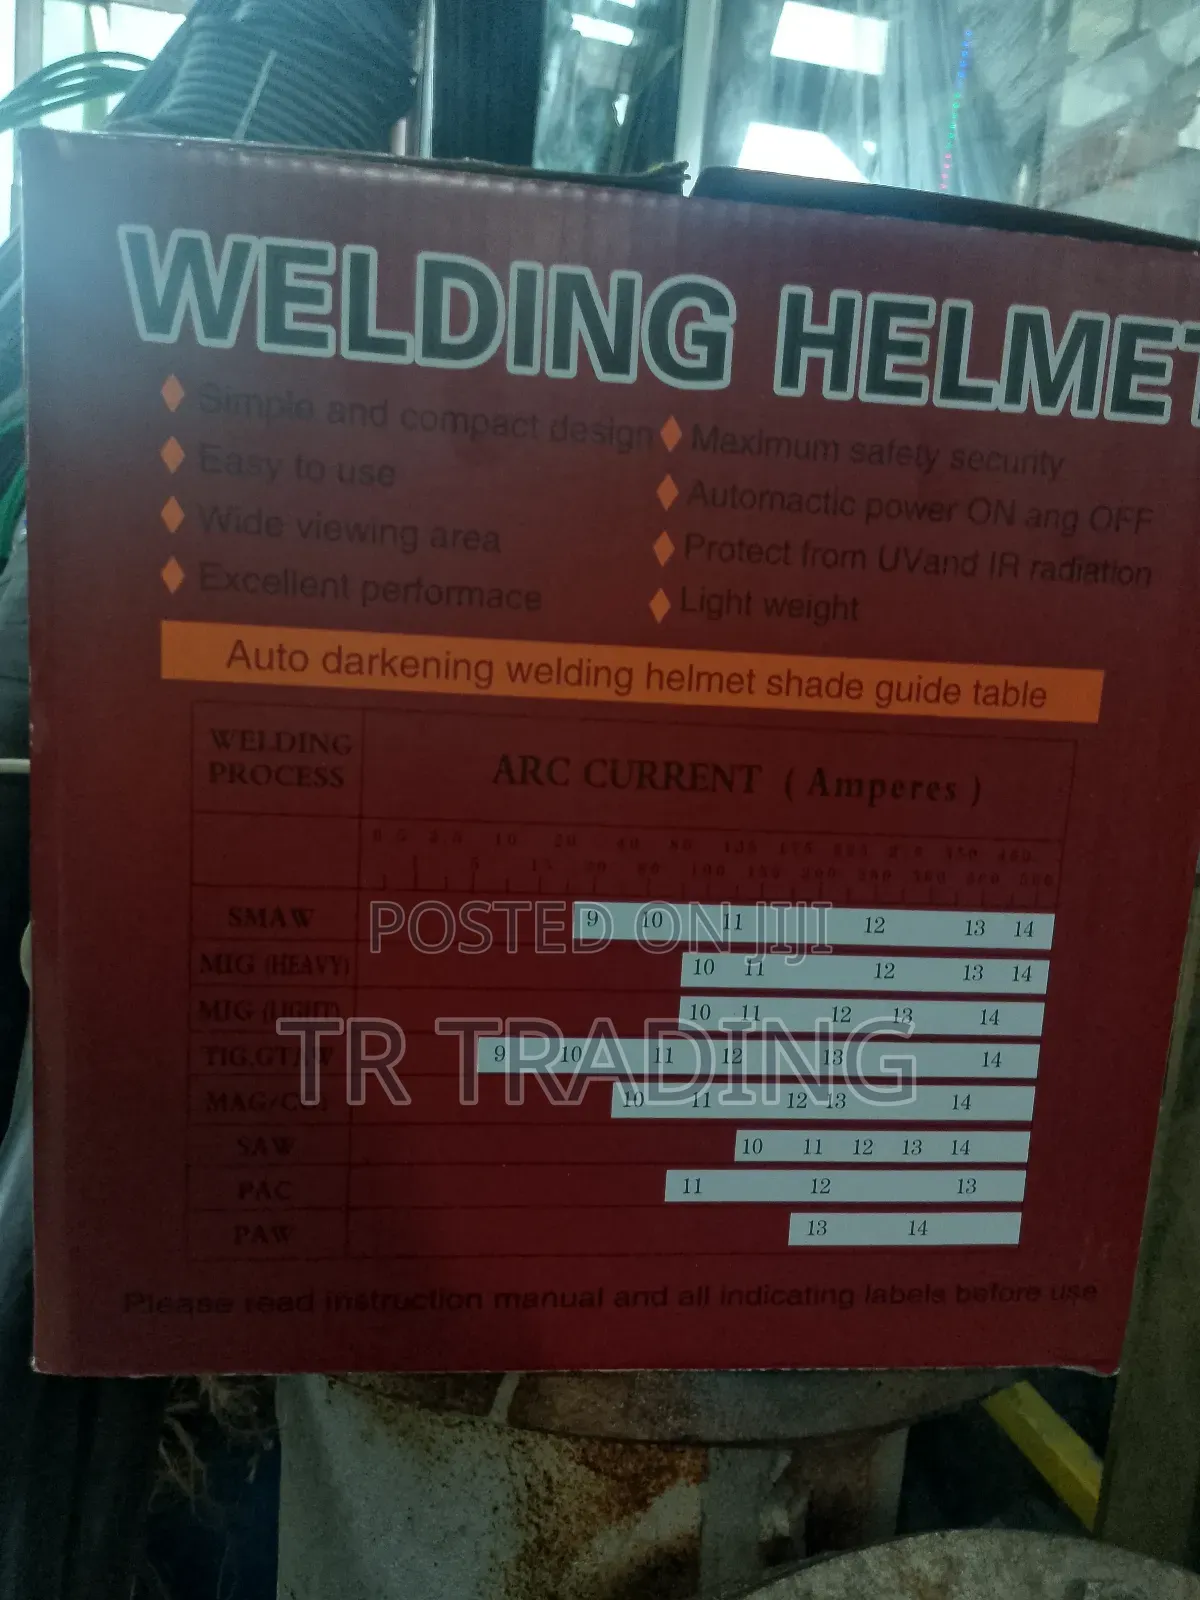 WELDING HELMET
Simple and compact design
Easy to use
Wide viewing area
Excellent performace
Maximum safety security
Automactic power ON ang OFF
Protect from UVand IR radiation
Light weight
Auto darkening welding helmet shade guide table
WELDING PROCESS
ARC CURRENT ( Amperes )
SMAW 9 10 11 12 13 14
MIG (HEAVY) 10 11 12 13 14
MIG (LIGHT) 10 11 12 13 14
TIG,GTAW 9 10 11 12 13 14
10 11 12 13 14
SAW 10 11 12 13 14
PAC 11 12 13
PAW 13 14
Please read instruction manual and all indicating labels before use
POSTED ON JIJI
TR TRADING